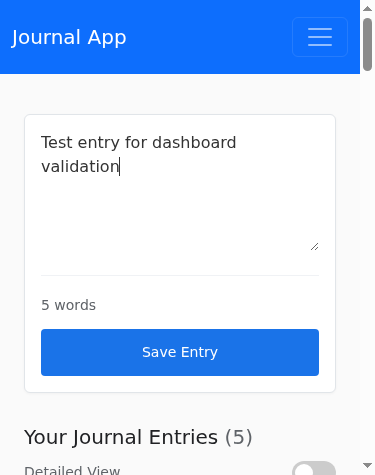 Journal App
Test entry for dashboard
validation
5 words
Save Entry
Your Journal Entries (5)
Detailed View